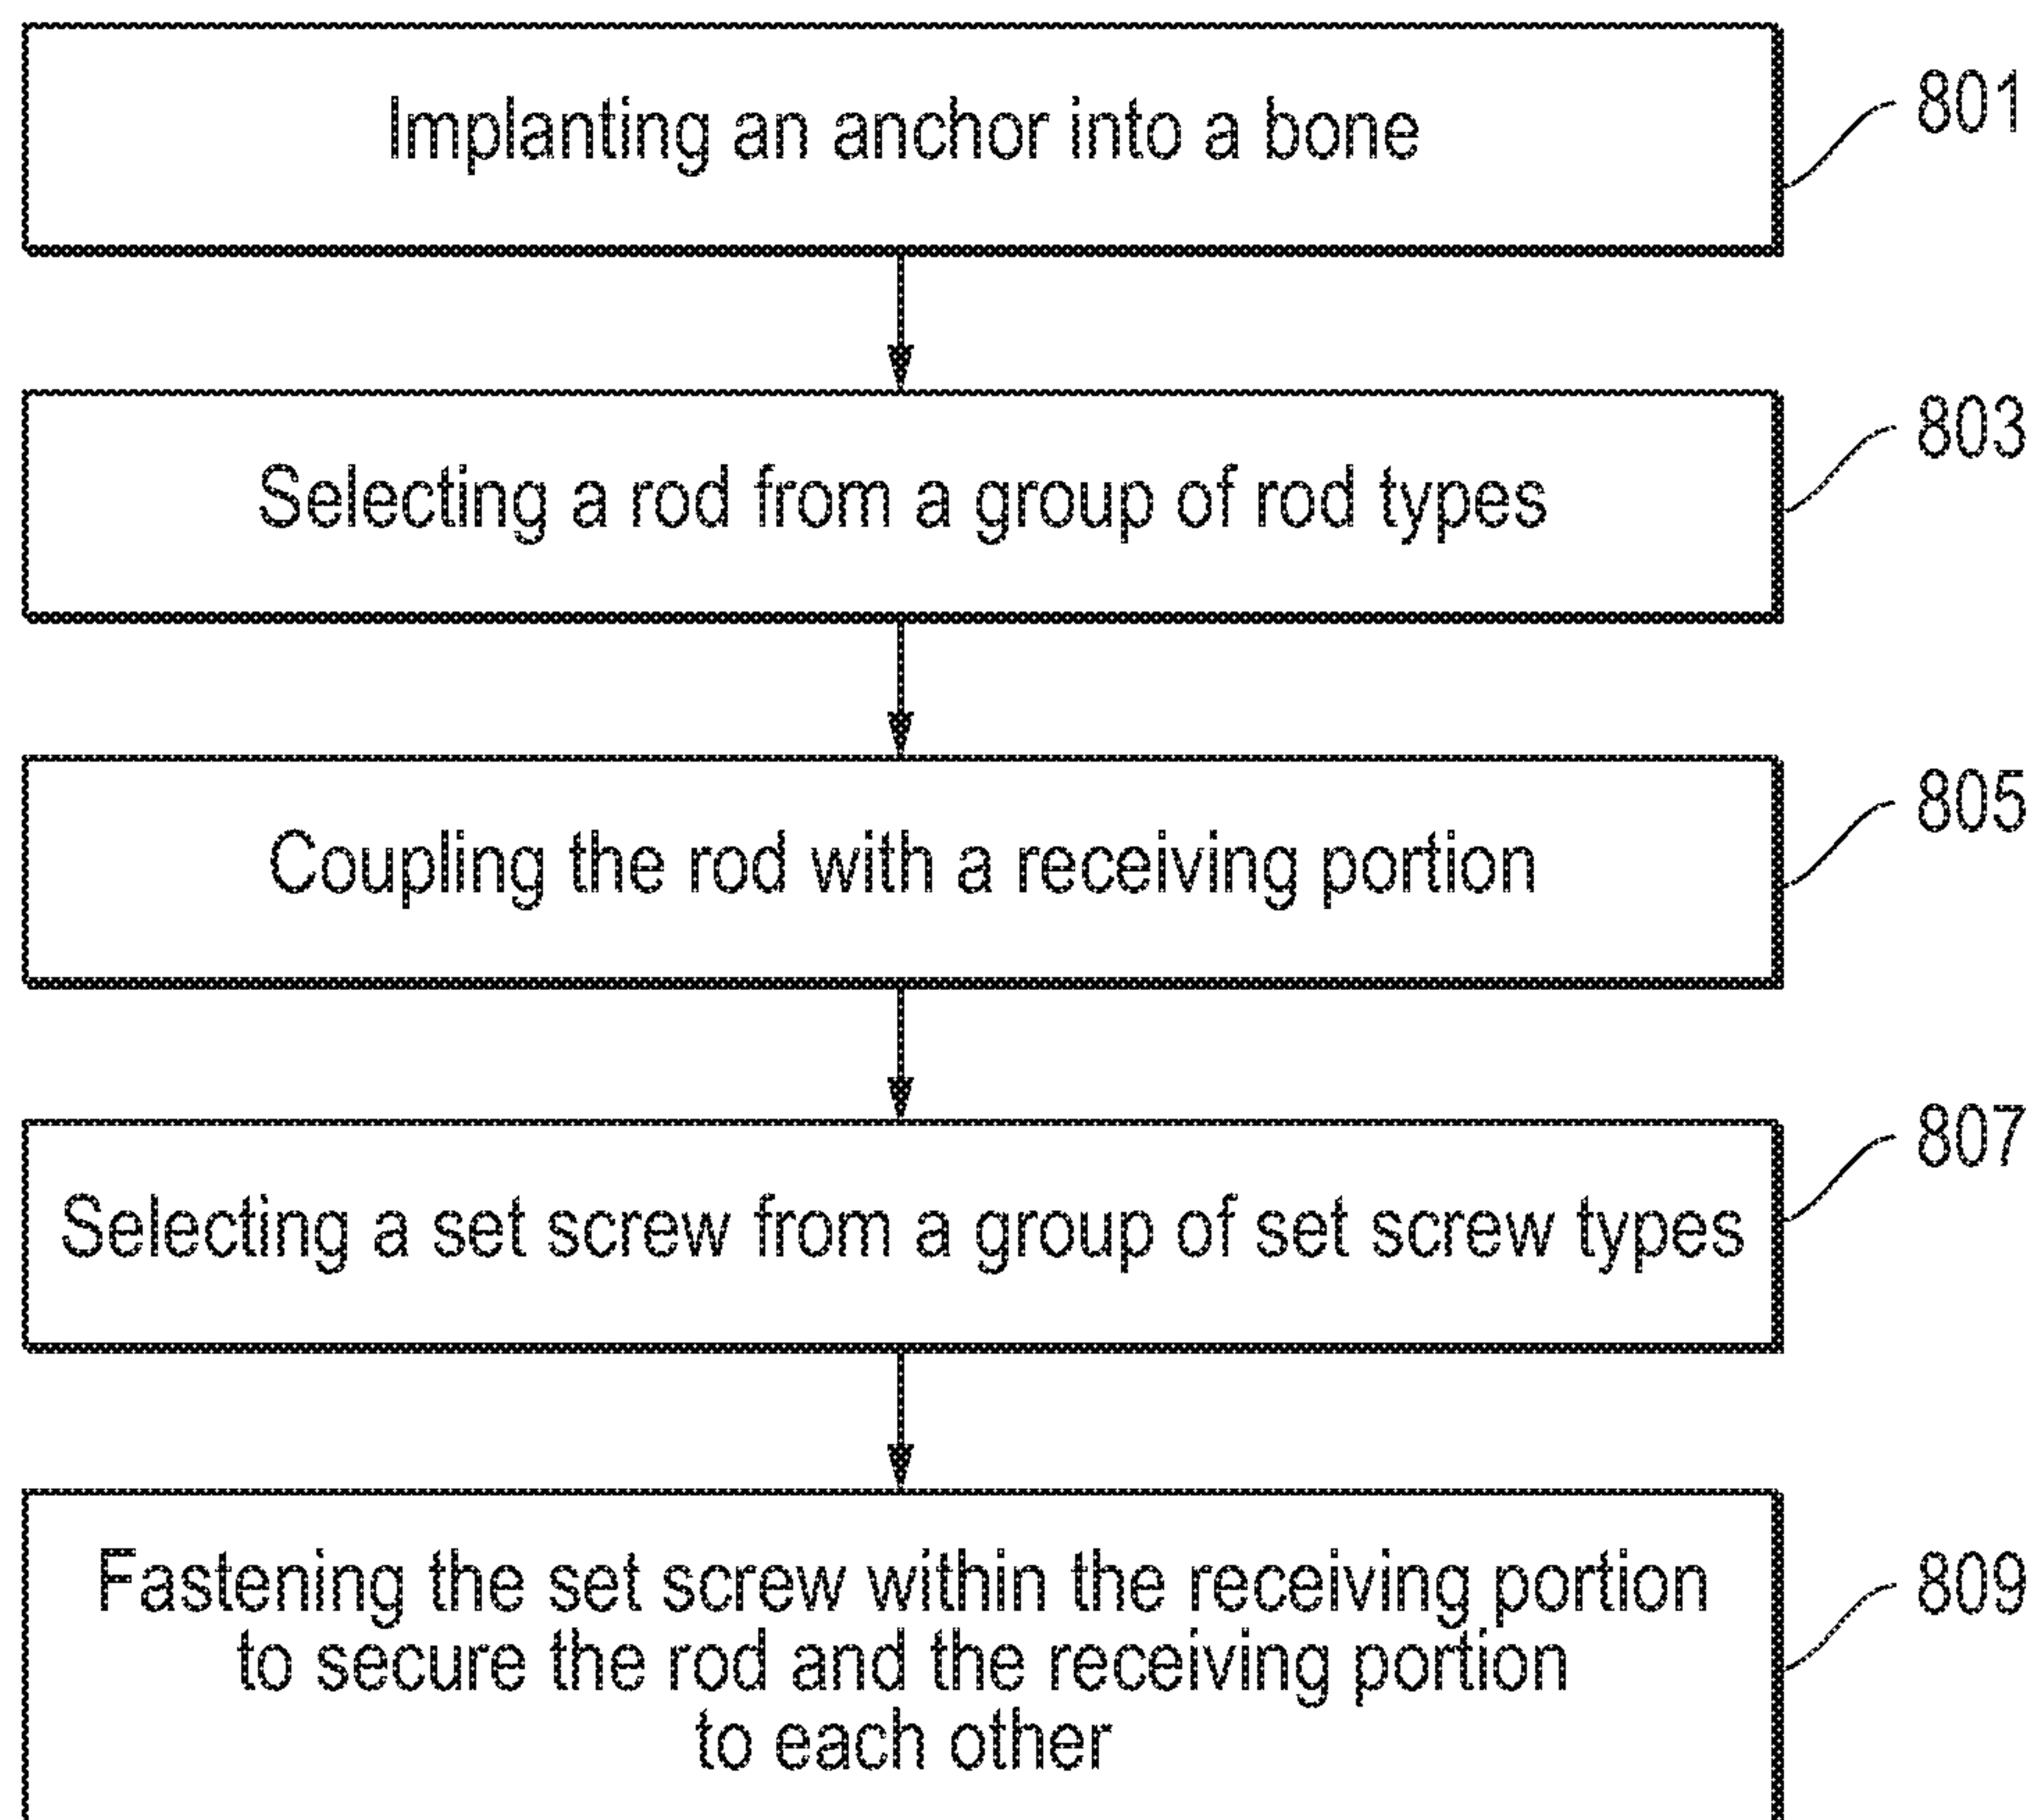 Implanting an anchor into a bone
801
Selecting a rod from a group of rod types
803
Coupling the rod with a receiving portion
805
Selecting a set screw from a group of set screw types
807
Fastening the set screw within the receiving portion
to secure the rod and the receiving portion
to each other
809